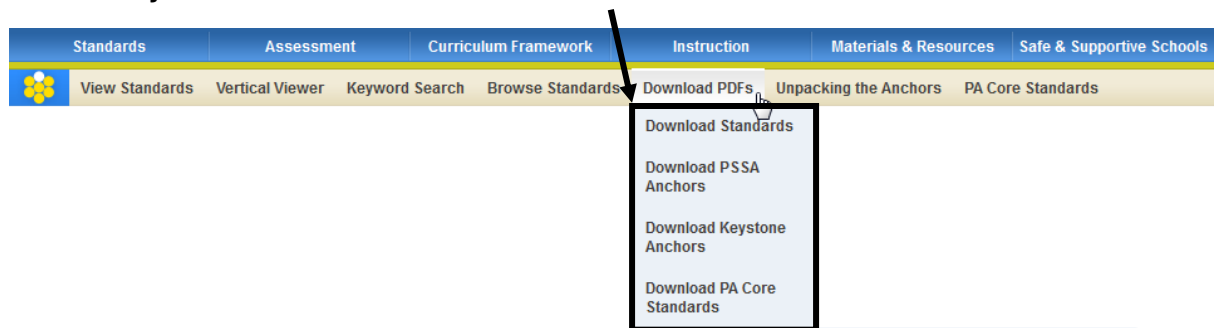 Standards Assessment Curriculum Framework Instruction Materials & Resources Safe & Supportive Schools
View Standards Vertical Viewer Keyword Search Browse Standards Download PDFs Unpacking the Anchors PA Core Standards
Download Standards
Download PSSA
Anchors
Download Keystone
Anchors
Download PA Core
Standards